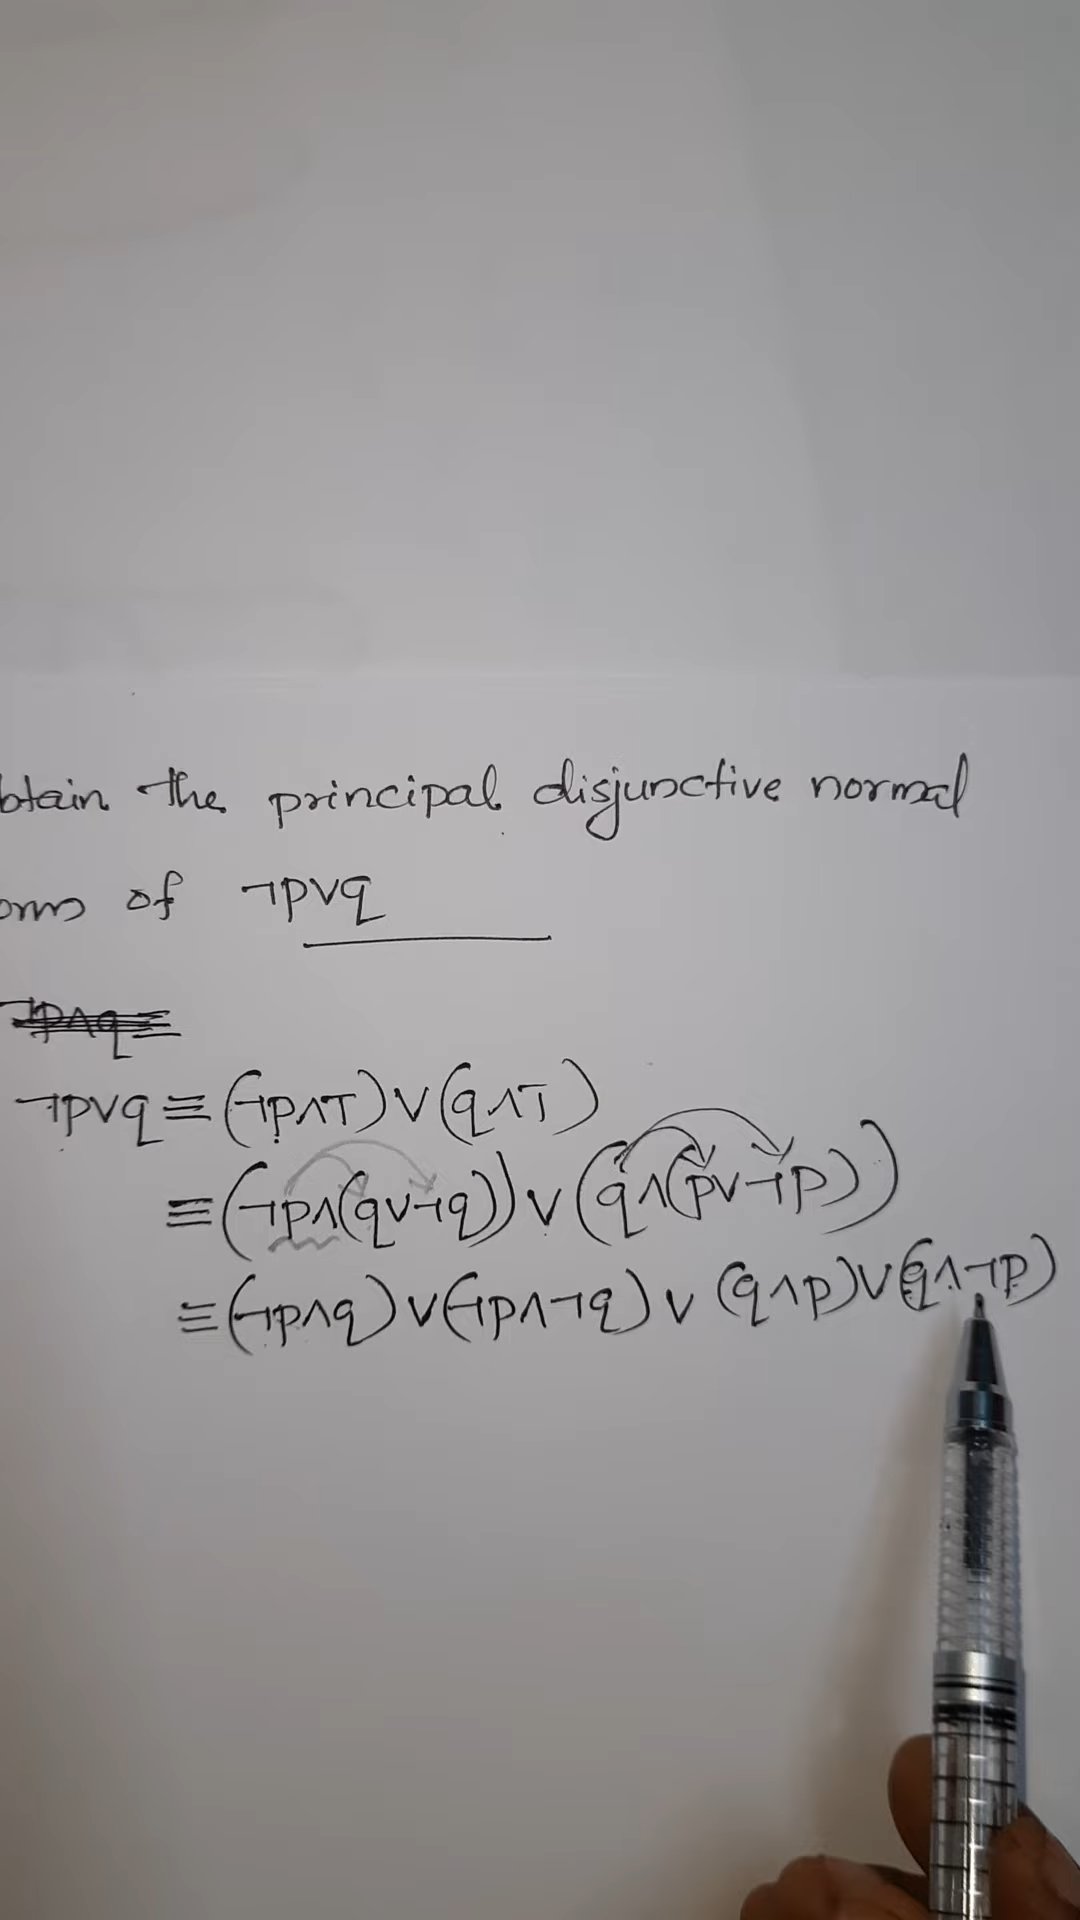 btain the principal disjunctive normal
orm of ¬p∨q
¬p∧q≡
¬p∨q≡(¬p∧T)∨(q∧T)
≡(¬p∧(q∨¬q))∨(q∧(p∨¬p))
≡(¬p∧q)∨(¬p∧¬q)∨(q∧p)∨(q∧¬p)